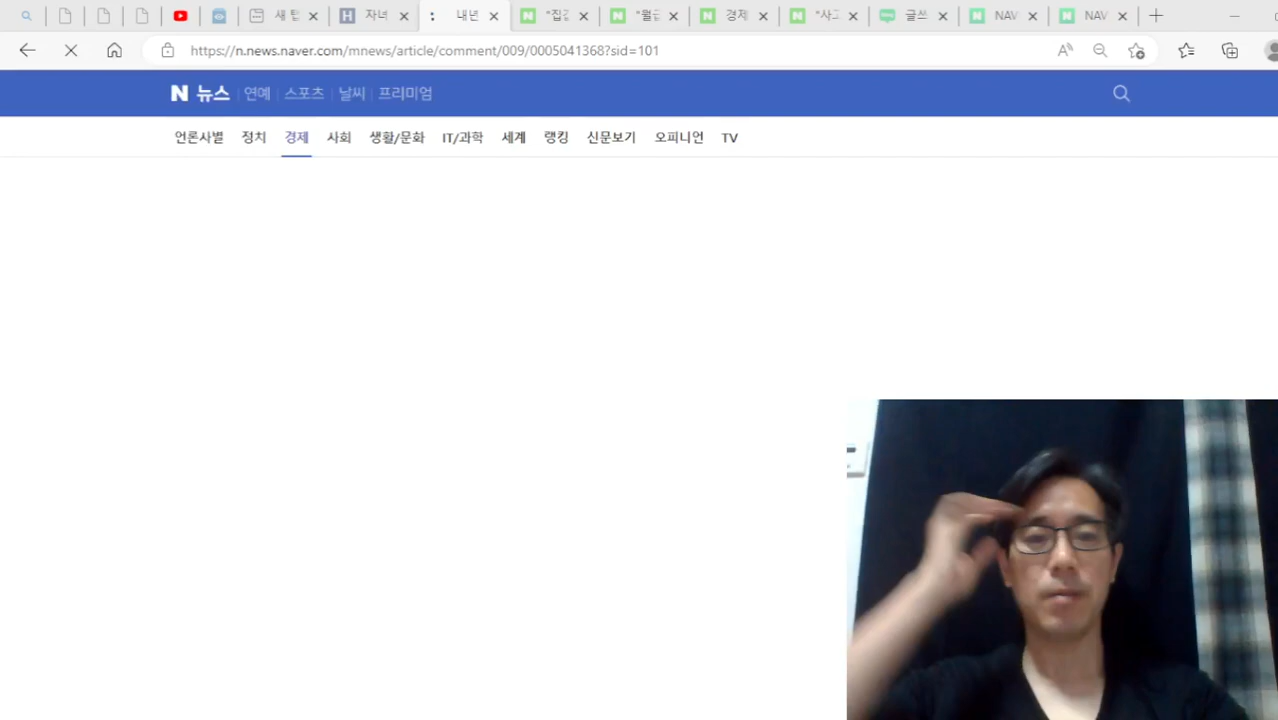 새 탭
자녀
: 내년
"집값
"월급
경제
"사고
글쓰
NAV
NAV
https://n.news.naver.com/mnews/article/comment/009/0005041368?sid=101
N 뉴스 연예 스포츠 날씨 프리미엄
언론사별 정치 경제 사회 생활/문화 IT/과학 세계 랭킹 신문보기 오피니언 TV